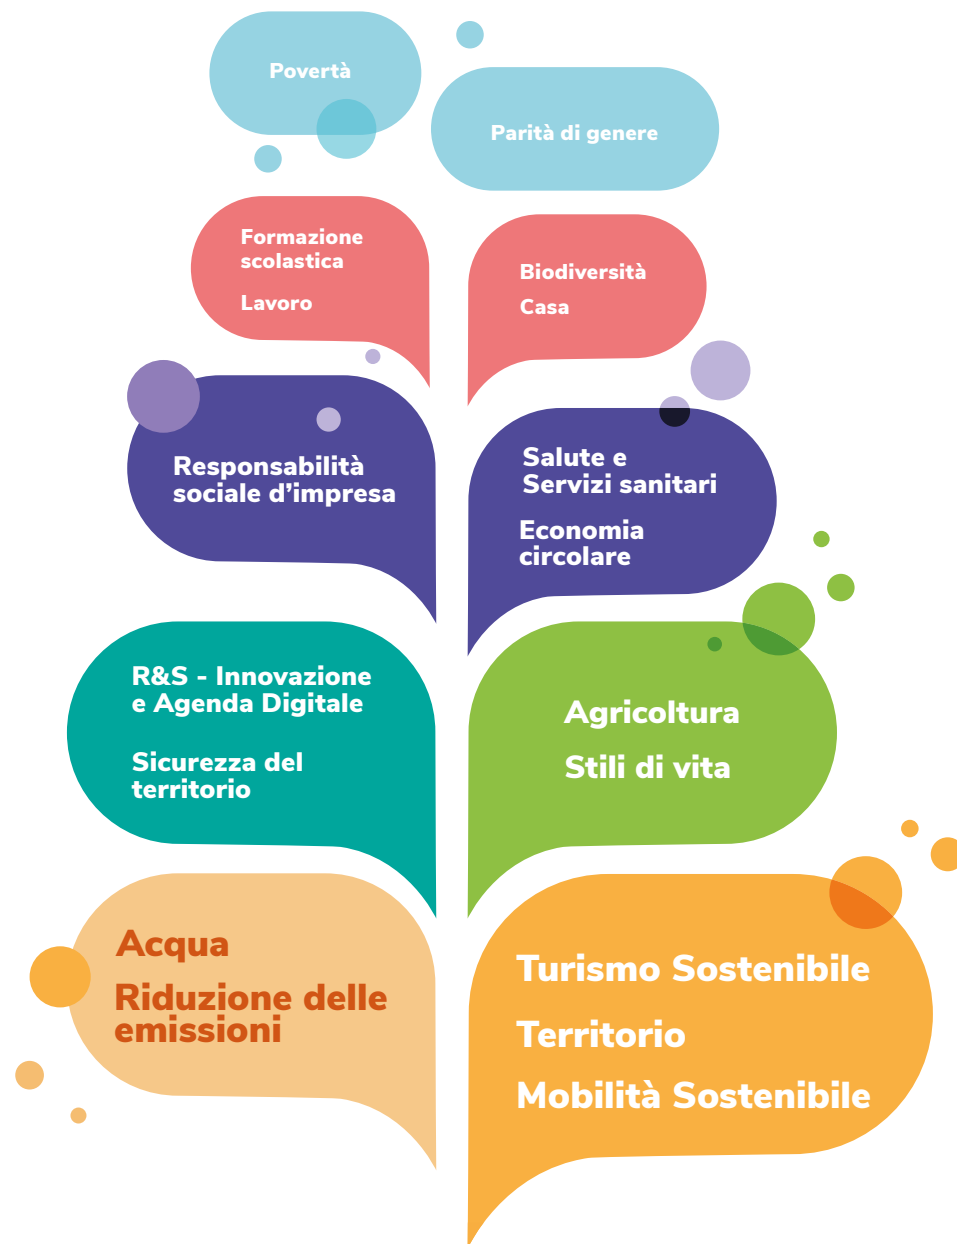 Povertà
Parità di genere
Formazione
scolastica
Lavoro
Biodiversità
Casa
Responsabilità
sociale d’impresa
Salute e
Servizi sanitari
Economia
circolare
R&S - Innovazione
e Agenda Digitale
Sicurezza del
territorio
Agricoltura
Stili di vita
Acqua
Riduzione delle
emissioni
Turismo Sostenibile
Territorio
Mobilità Sostenibile